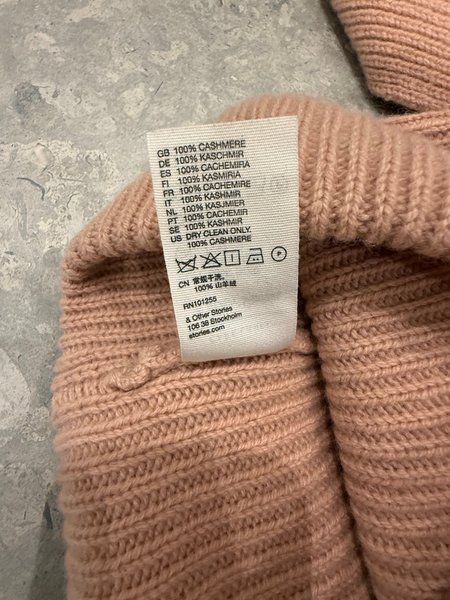 GB 100% CASHMERE
DE 100% KASCHMIR
ES 100% CACHEMIRA
FI 100% KASMIRIA
FR 100% CACHEMIRE
IT 100% KASHMIR
NL 100% KASJMIER
PT 100% CACHEMIR
SE 100% KASHMIR
US DRY CLEAN ONLY.
100% CASHMERE
P
CN 常规干洗。
100% 山羊绒
RN101255
& Other Stories
106 38 Stockholm
stories.com